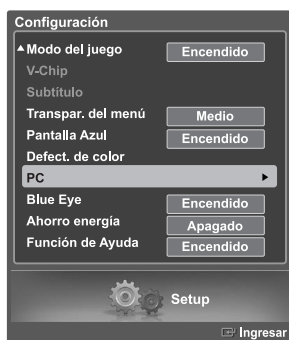 Configuración
Modo del juego Encendido
V-Chip
Subtítulo
Transpar. del menú Medio
Pantalla Azul Encendido
Defect. de color
PC
Blue Eye Encendido
Ahorro energía Apagado
Función de Ayuda Encendido
Setup
Ingresar